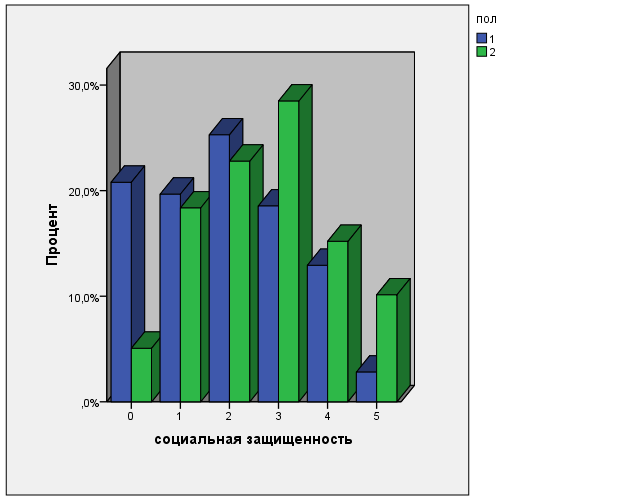 пол
1
2
30,0%
20,0%
10,0%
,0%
Процент
0 1 2 3 4 5
социальная защищенность